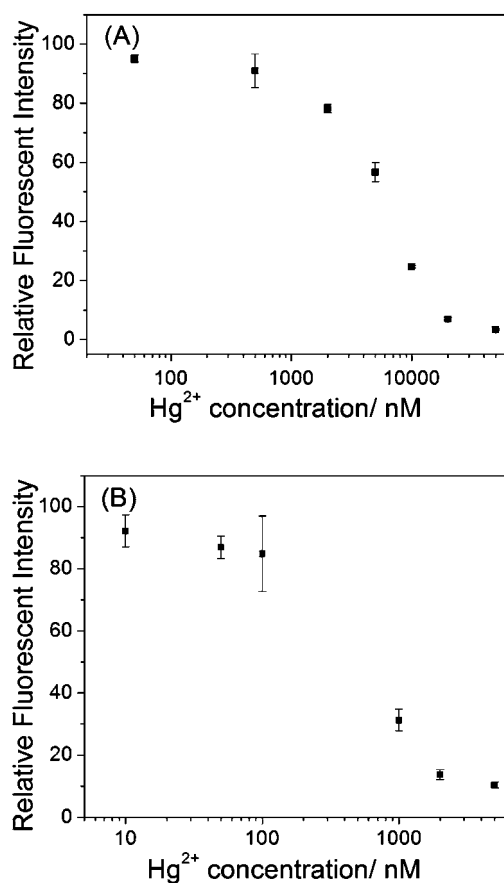 (A)
Relative Fluorescent Intensity
100
80
60
40
20
0
100 1000 10000
Hg²⁺ concentration/ nM
(B)
Relative Fluorescent Intensity
100
80
60
40
20
0
10 100 1000
Hg²⁺ concentration/ nM